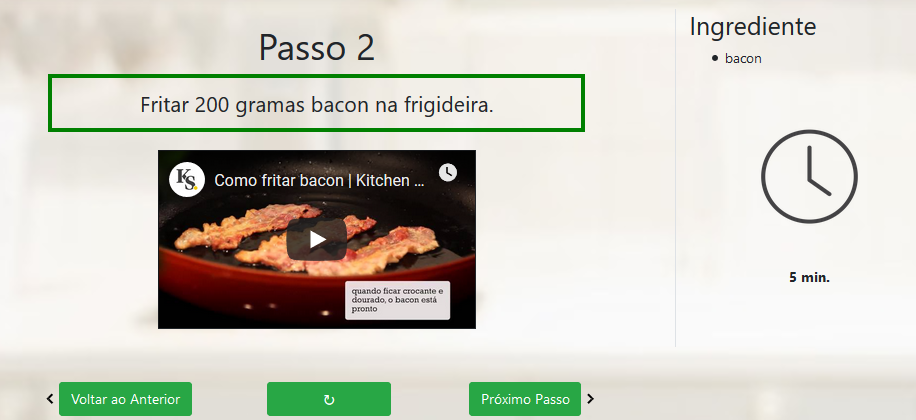 Passo 2
Fritar 200 gramas bacon na frigideira.
KS
Como fritar bacon | Kitchen ...
quando ficar crocante e
dourado, o bacon está
pronto
Ingrediente
bacon
5 min.
Voltar ao Anterior
↻
Próximo Passo